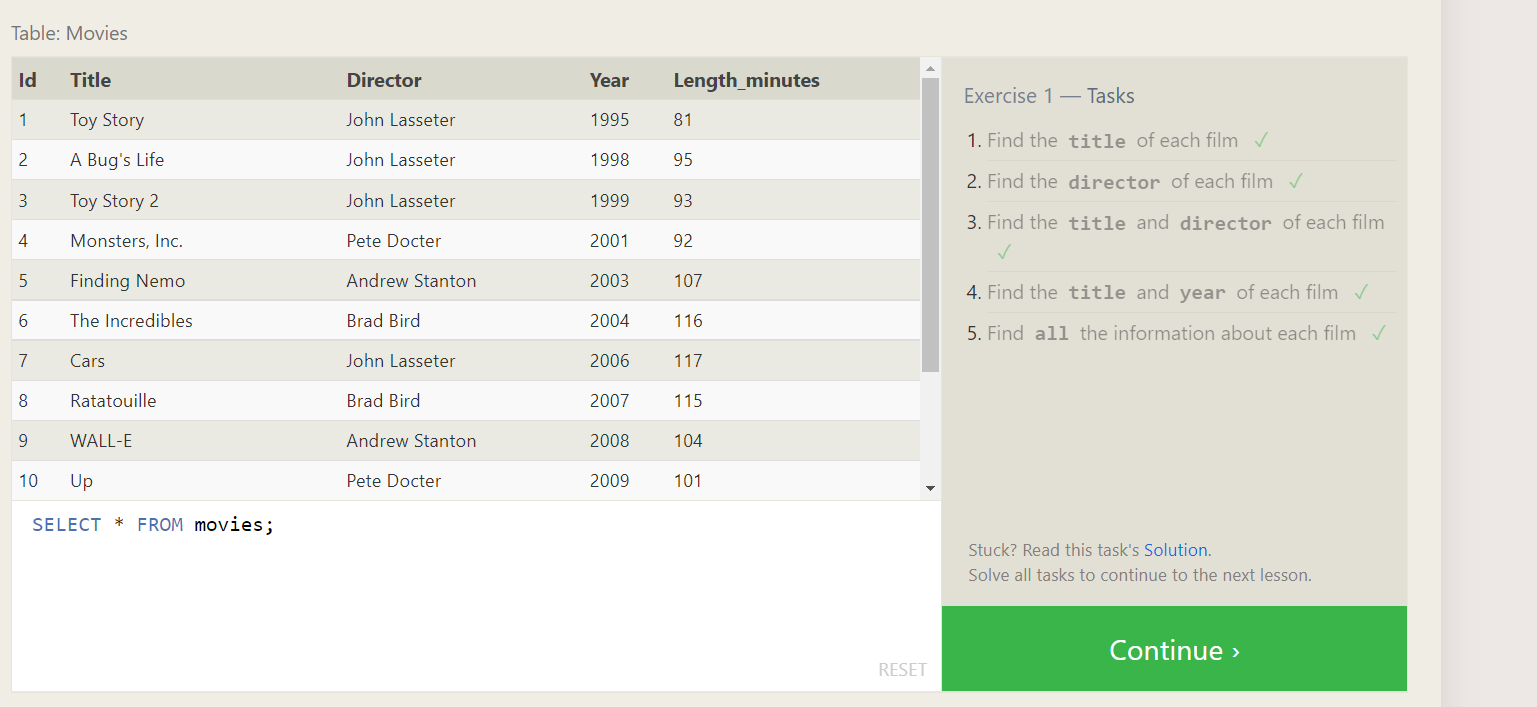 Table: Movies
Id Title Director Year Length_minutes
1 Toy Story John Lasseter 1995 81
2 A Bug's Life John Lasseter 1998 95
3 Toy Story 2 John Lasseter 1999 93
4 Monsters, Inc. Pete Docter 2001 92
5 Finding Nemo Andrew Stanton 2003 107
6 The Incredibles Brad Bird 2004 116
7 Cars John Lasseter 2006 117
8 Ratatouille Brad Bird 2007 115
9 WALL-E Andrew Stanton 2008 104
10 Up Pete Docter 2009 101
SELECT * FROM movies;
RESET
Exercise 1 — Tasks
1. Find the title of each film ✓
2. Find the director of each film ✓
3. Find the title and director of each film
✓
4. Find the title and year of each film ✓
5. Find all the information about each film ✓
Stuck? Read this task's Solution.
Solve all tasks to continue to the next lesson.
Continue ›